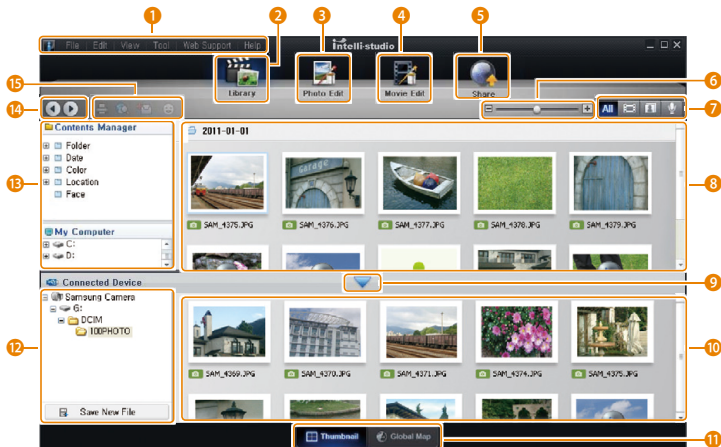 1 2 3 4 5
File Edit View Tool Web Support Help
intelli-studio
15 6
Library Photo Edit Movie Edit Share
14 All 7
Contents Manager
2011-01-01
Folder
Date
Color
Location
Face
13 8
SAM_4375.JPG SAM_4376.JPG SAM_4377.JPG SAM_4378.JPG SAM_4379.JPG
My Computer
C:
D:
Connected Device 9
Samsung Camera
G:
DCIM
100PHOTO
12 10
SAM_4369.JPG SAM_4370.JPG SAM_4371.JPG SAM_4374.JPG SAM_4375.JPG
Save New File
Thumbnail Global Map 11